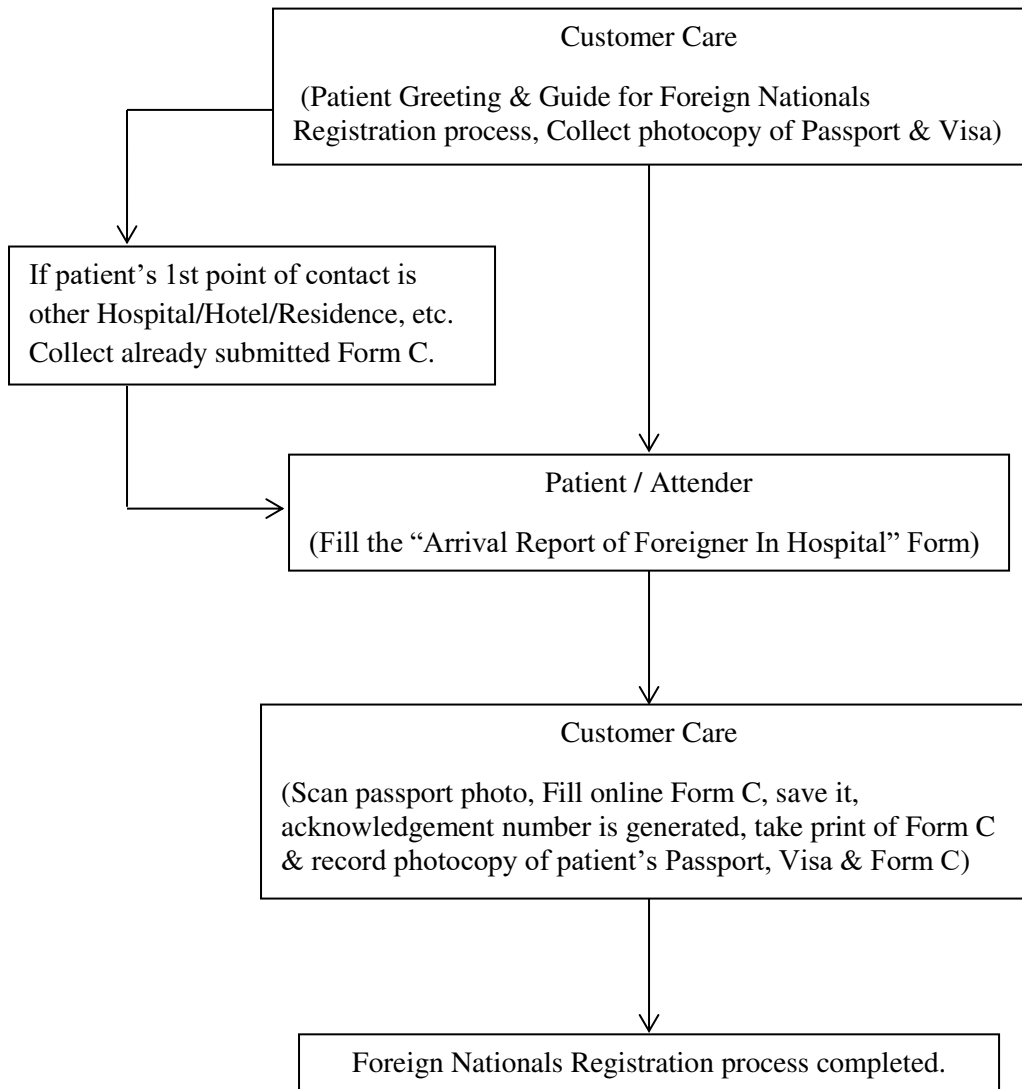 Customer Care
(Patient Greeting & Guide for Foreign Nationals
Registration process, Collect photocopy of Passport & Visa)
If patient’s 1st point of contact is
other Hospital/Hotel/Residence, etc.
Collect already submitted Form C.
Patient / Attender
(Fill the “Arrival Report of Foreigner In Hospital” Form)
Customer Care
(Scan passport photo, Fill online Form C, save it,
acknowledgement number is generated, take print of Form C
& record photocopy of patient’s Passport, Visa & Form C)
Foreign Nationals Registration process completed.